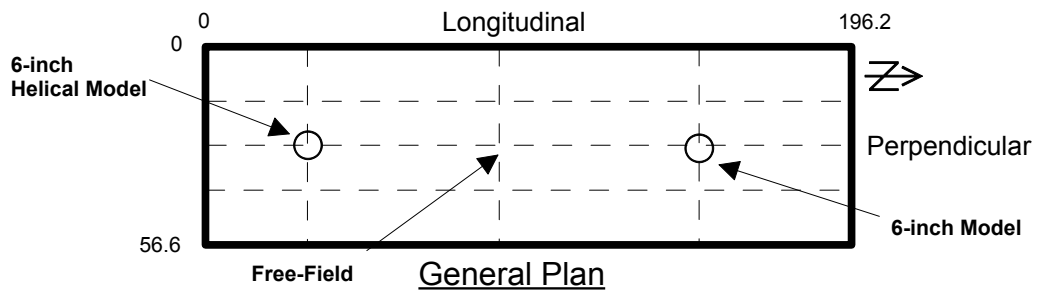 0
Longitudinal
196.2
0
6-inch
Helical Model
Z
Perpendicular
6-inch Model
56.6
Free-Field
General Plan